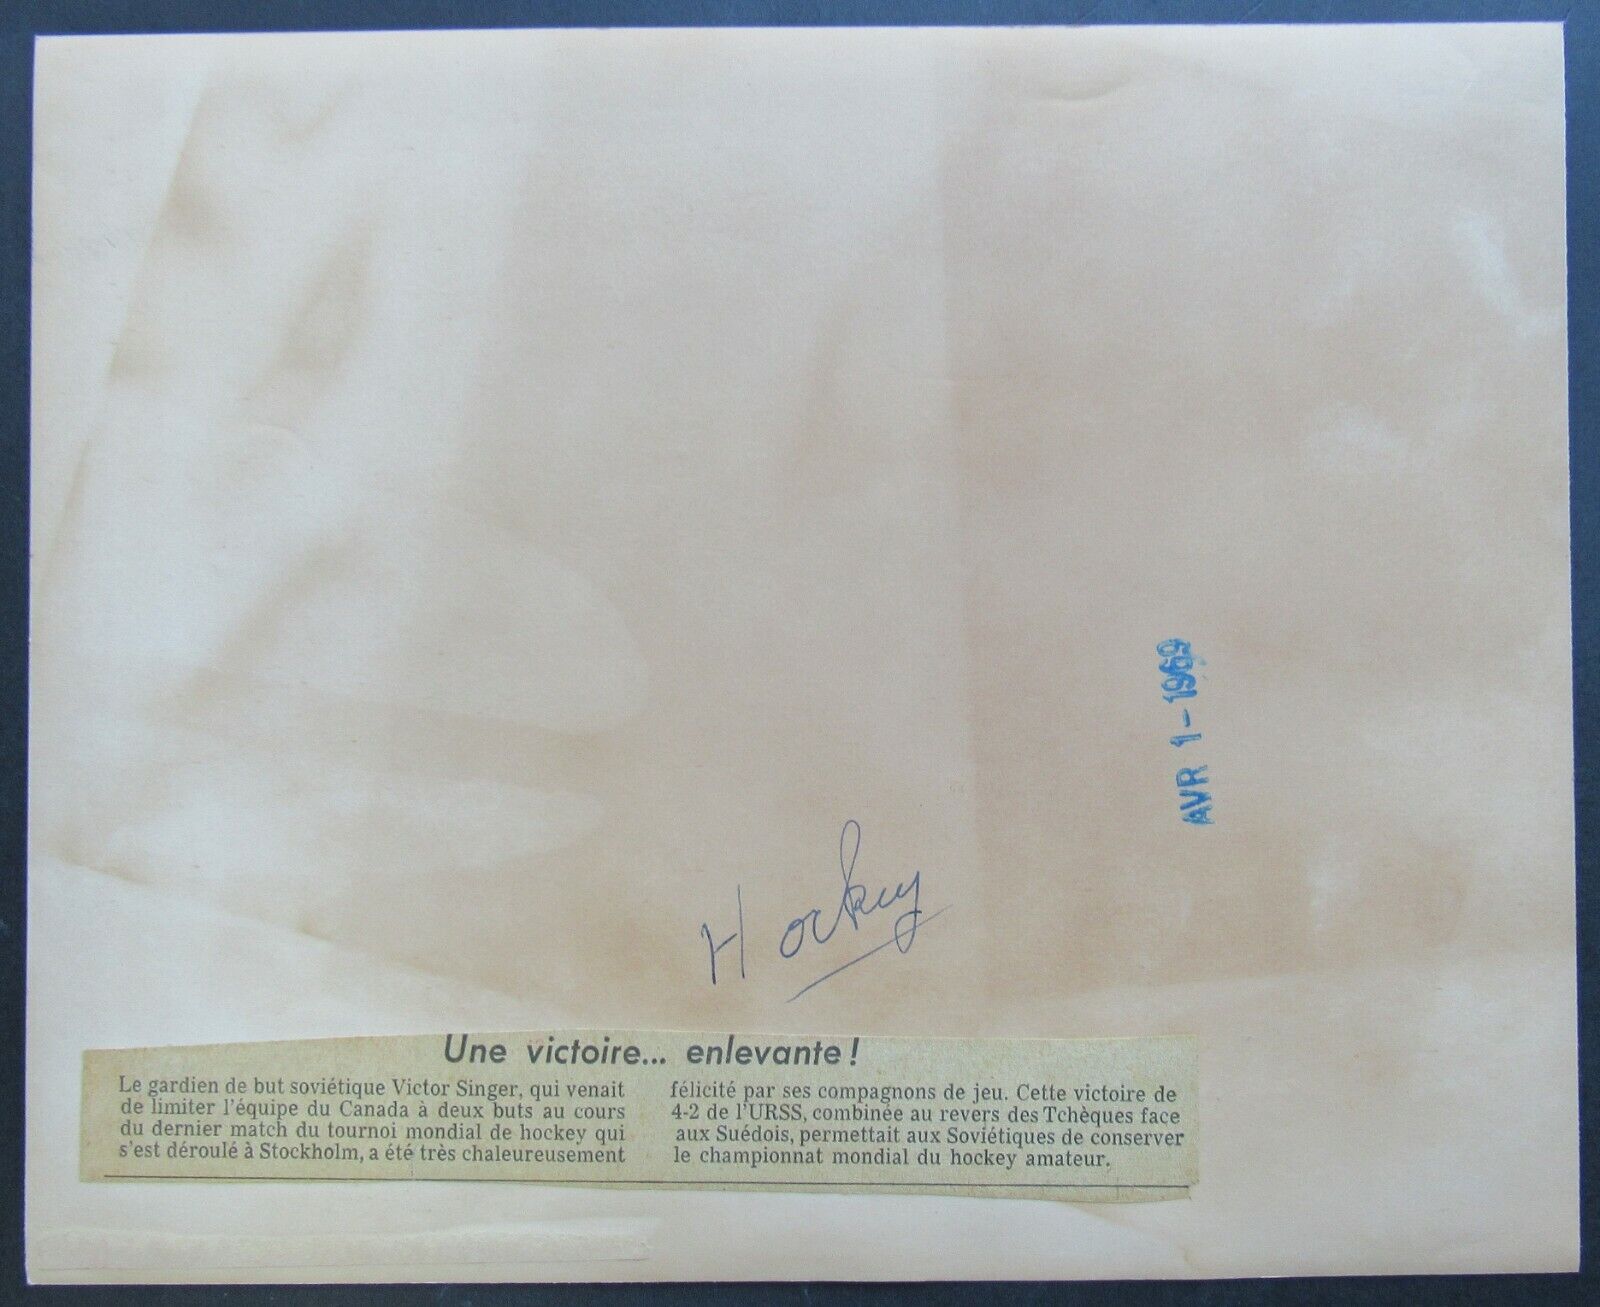 AVR 1 - 1969
Hockey
Une victoire... enlevante !
Le gardien de but soviétique Victor Singer, qui venait
de limiter l'équipe du Canada à deux buts au cours
du dernier match du tournoi mondial de hockey qui
s'est déroulé à Stockholm, a été très chaleureusement
félicité par ses compagnons de jeu. Cette victoire de
4-2 de l'URSS, combinée au revers des Tchèques face
aux Suédois, permettait aux Soviétiques de conserver
le championnat mondial du hockey amateur.